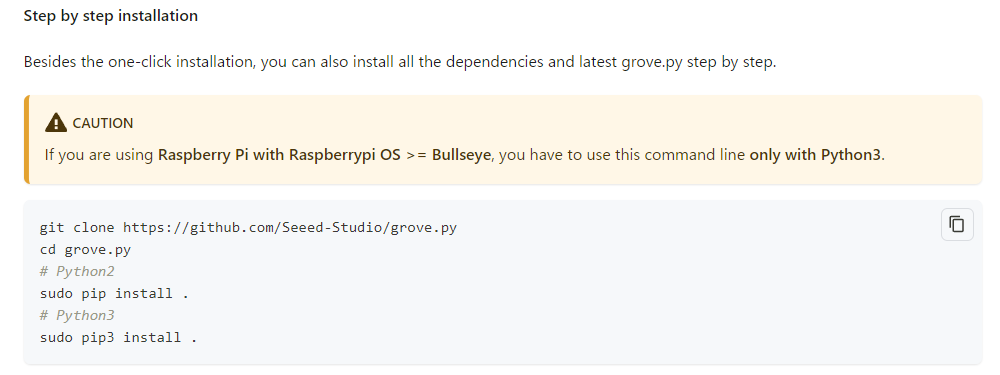 Step by step installation
Besides the one-click installation, you can also install all the dependencies and latest grove.py step by step.
CAUTION
If you are using Raspberry Pi with Raspberrypi OS >= Bullseye, you have to use this command line only with Python3.
git clone https://github.com/Seeed-Studio/grove.py
cd grove.py
# Python2
sudo pip install .
# Python3
sudo pip3 install .